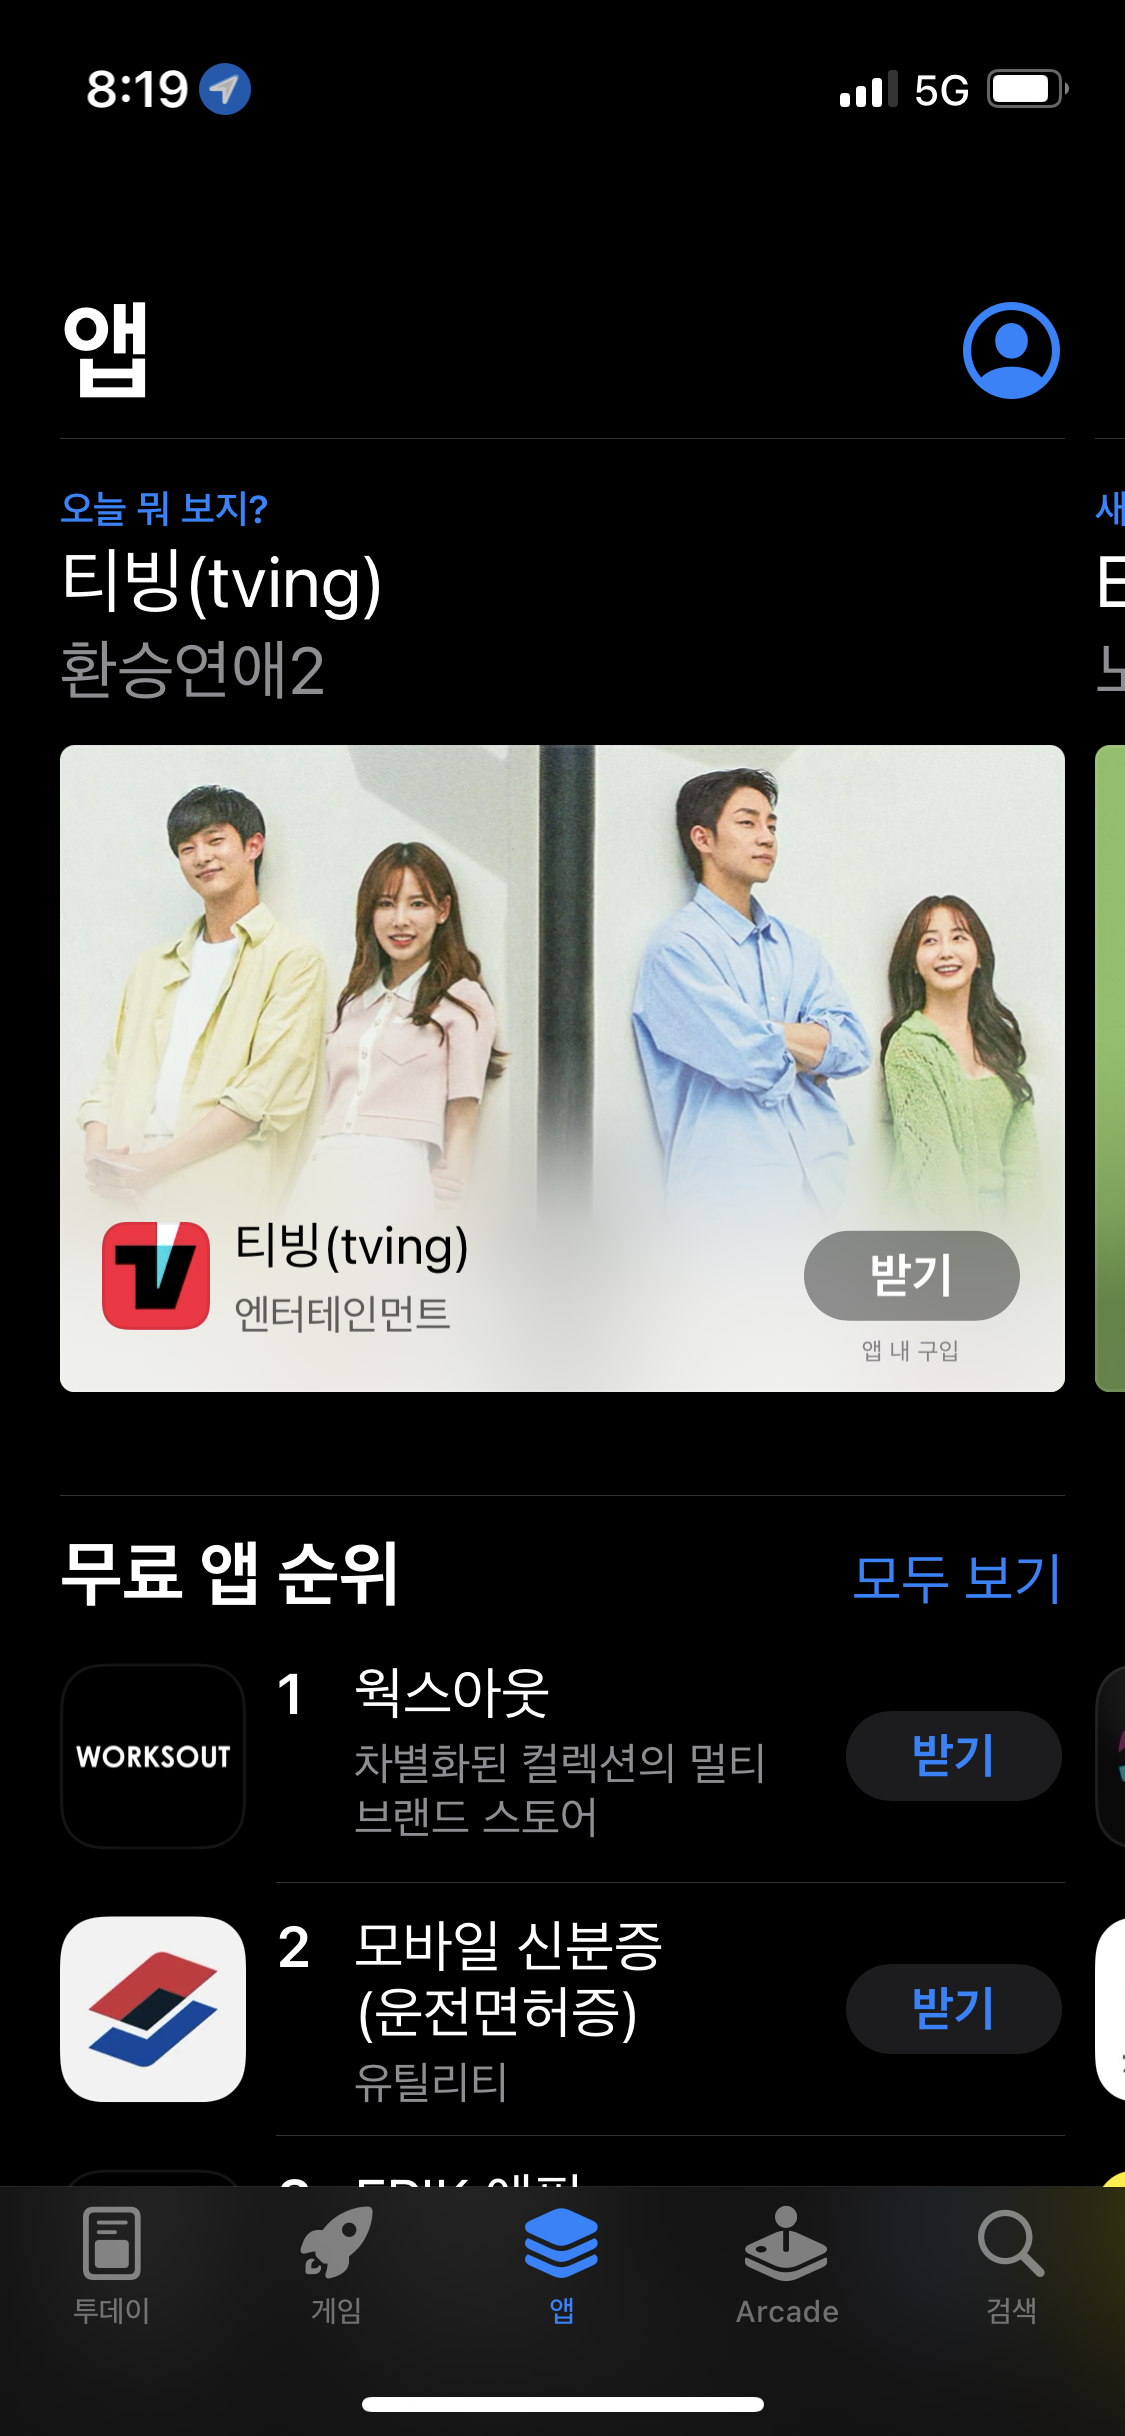 8:19
5G
앱
오늘 뭐 보지?
티빙(tving)
환승연애2
티빙(tving)
엔터테인먼트
받기
앱 내 구입
무료 앱 순위
모두 보기
WORKSOUT
1
웍스아웃
차별화된 컬렉션의 멀티
브랜드 스토어
받기
2
모바일 신분증
(운전면허증)
유틸리티
받기
투데이
게임
앱
Arcade
검색